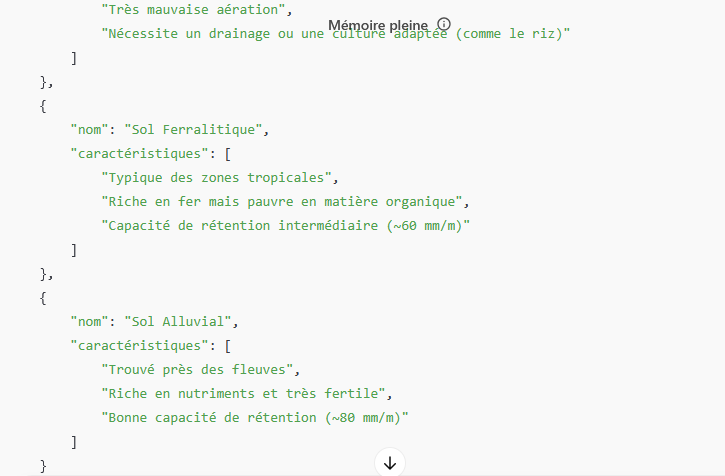 "Très mauvaise aération",
Mémoire pleine
"Nécessite un drainage ou une culture adaptée (comme le riz)"
]
},
{
"nom": "Sol Ferralitique",
"caractéristiques": [
"Typique des zones tropicales",
"Riche en fer mais pauvre en matière organique",
"Capacité de rétention intermédiaire (~60 mm/m)"
]
},
{
"nom": "Sol Alluvial",
"caractéristiques": [
"Trouvé près des fleuves",
"Riche en nutriments et très fertile",
"Bonne capacité de rétention (~80 mm/m)"
]
}